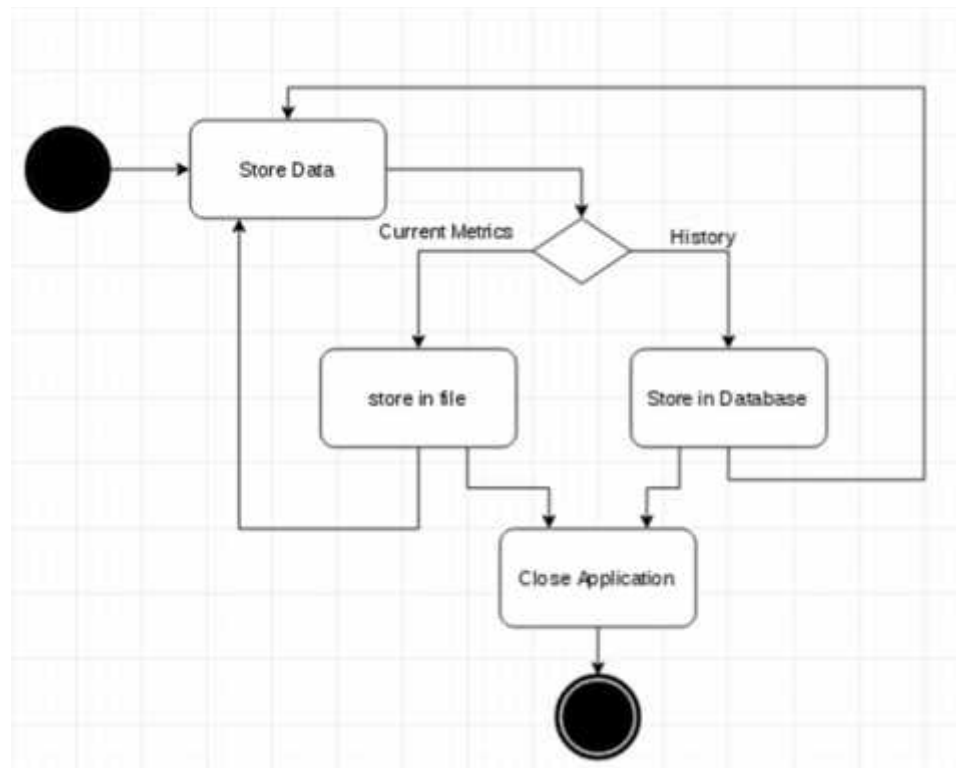 Store Data
Current Metrics
History
store in file
Store in Database
Close Application